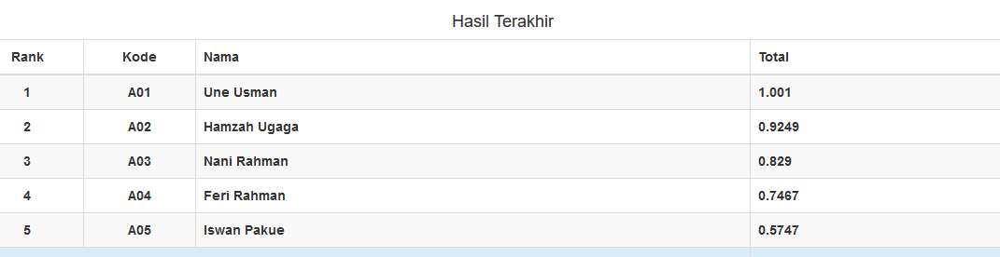 Hasil Terakhir
Rank Kode Nama Total
1 A01 Une Usman 1.001
2 A02 Hamzah Ugaga 0.9249
3 A03 Nani Rahman 0.829
4 A04 Feri Rahman 0.7467
5 A05 Iswan Pakue 0.5747